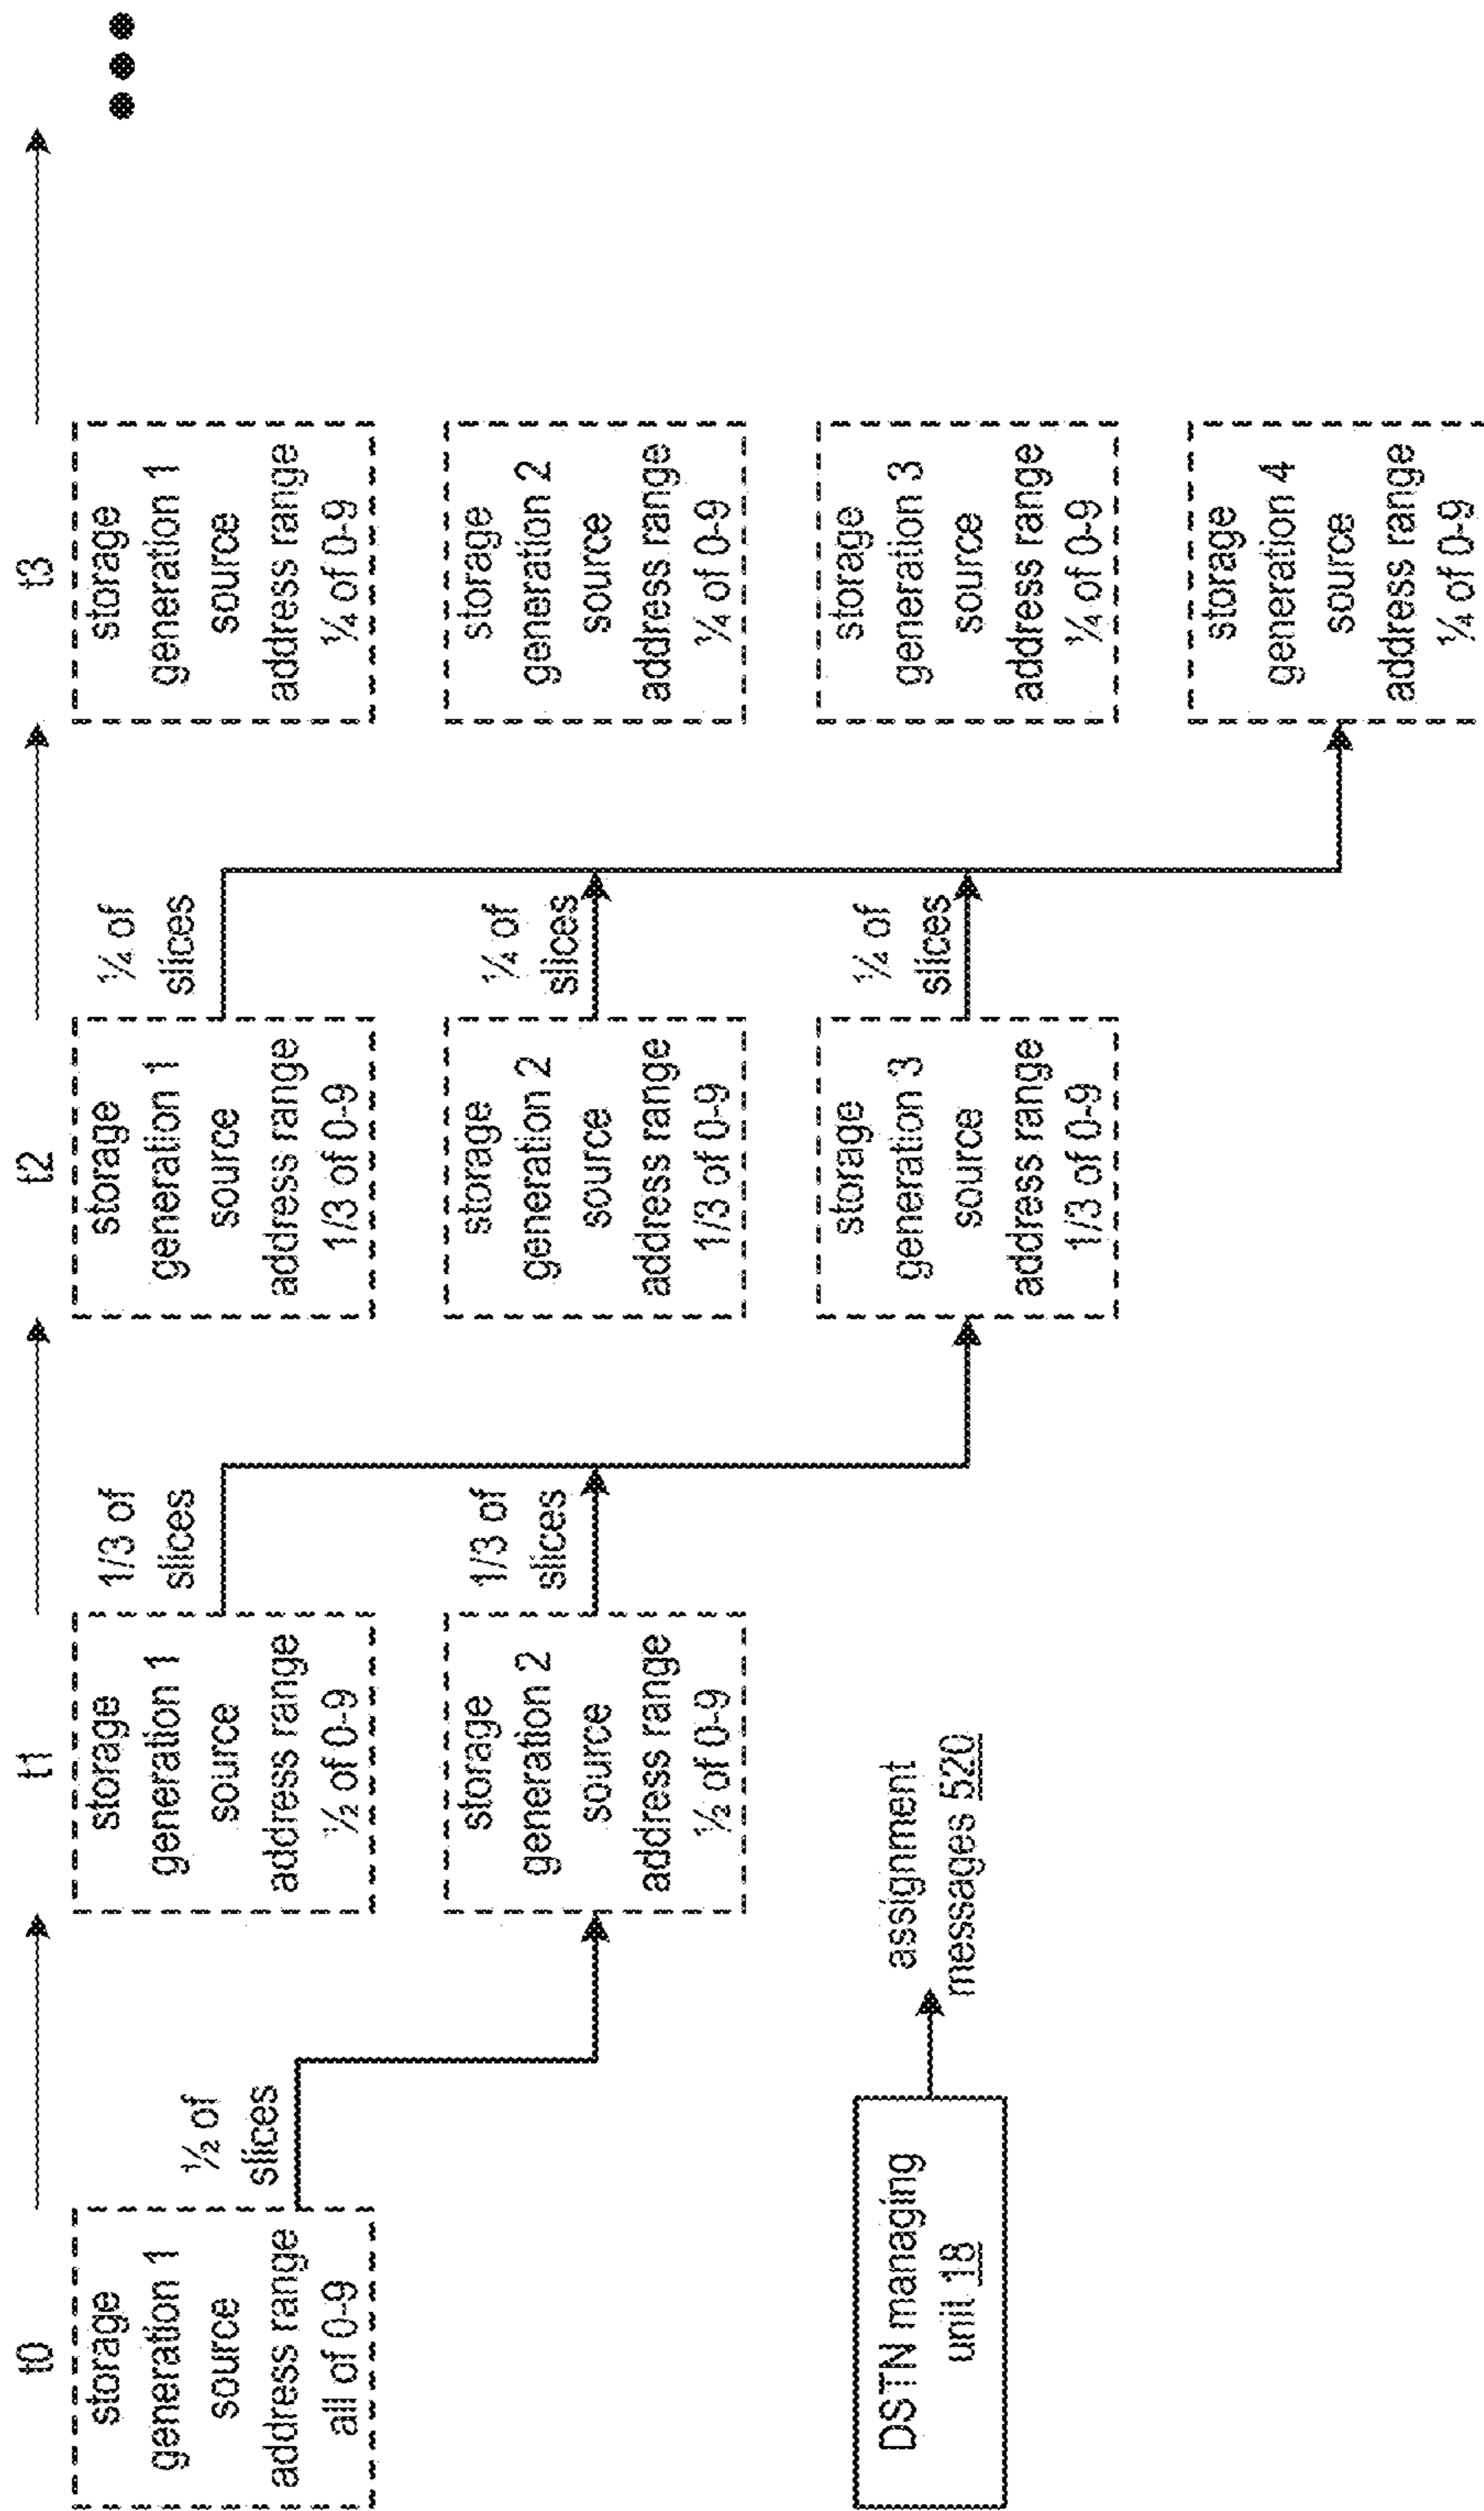 t0
t1
t2
t3
storage
generation 1
source
address range
all of 0-9
½ of
slices
storage
generation 1
source
address range
½ of 0-9
1/3 of
slices
storage
generation 1
source
address range
1/3 of 0-9
¼ of
slices
storage
generation 1
source
address range
¼ of 0-9
storage
generation 2
source
address range
½ of 0-9
1/3 of
slices
storage
generation 2
source
address range
1/3 of 0-9
¼ of
slices
storage
generation 2
source
address range
¼ of 0-9
DSTN managing
unit 18
assignment
messages 520
storage
generation 3
source
address range
1/3 of 0-9
¼ of
slices
storage
generation 3
source
address range
¼ of 0-9
storage
generation 4
source
address range
¼ of 0-9